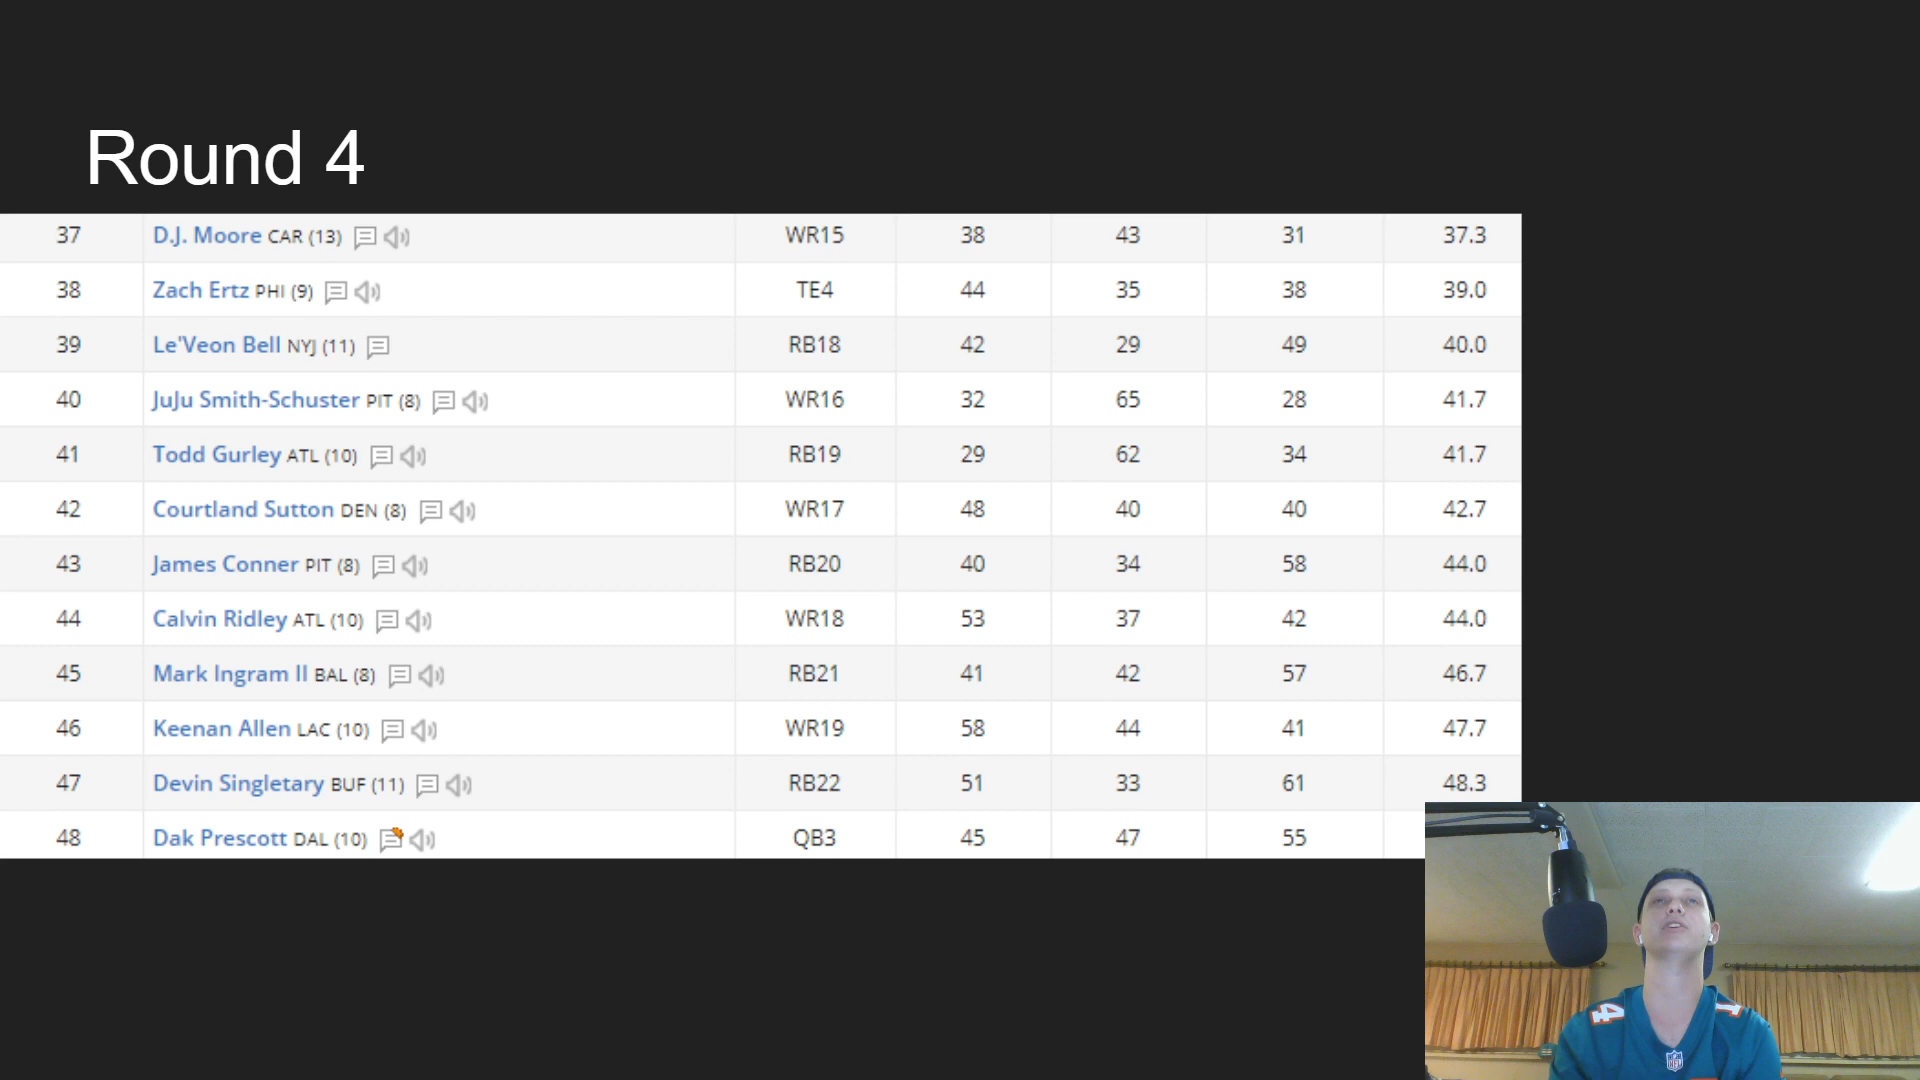 Round 4
37 D.J. Moore CAR (13) WR15 38 43 31 37.3
38 Zach Ertz PHI (9) TE4 44 35 38 39.0
39 Le'Veon Bell NYJ (11) RB18 42 29 49 40.0
40 JuJu Smith-Schuster PIT (8) WR16 32 65 28 41.7
41 Todd Gurley ATL (10) RB19 29 62 34 41.7
42 Courtland Sutton DEN (8) WR17 48 40 40 42.7
43 James Conner PIT (8) RB20 40 34 58 44.0
44 Calvin Ridley ATL (10) WR18 53 37 42 44.0
45 Mark Ingram II BAL (8) RB21 41 42 57 46.7
46 Keenan Allen LAC (10) WR19 58 44 41 47.7
47 Devin Singletary BUF (11) RB22 51 33 61 48.3
48 Dak Prescott DAL (10) QB3 45 47 55
4 1
NFL